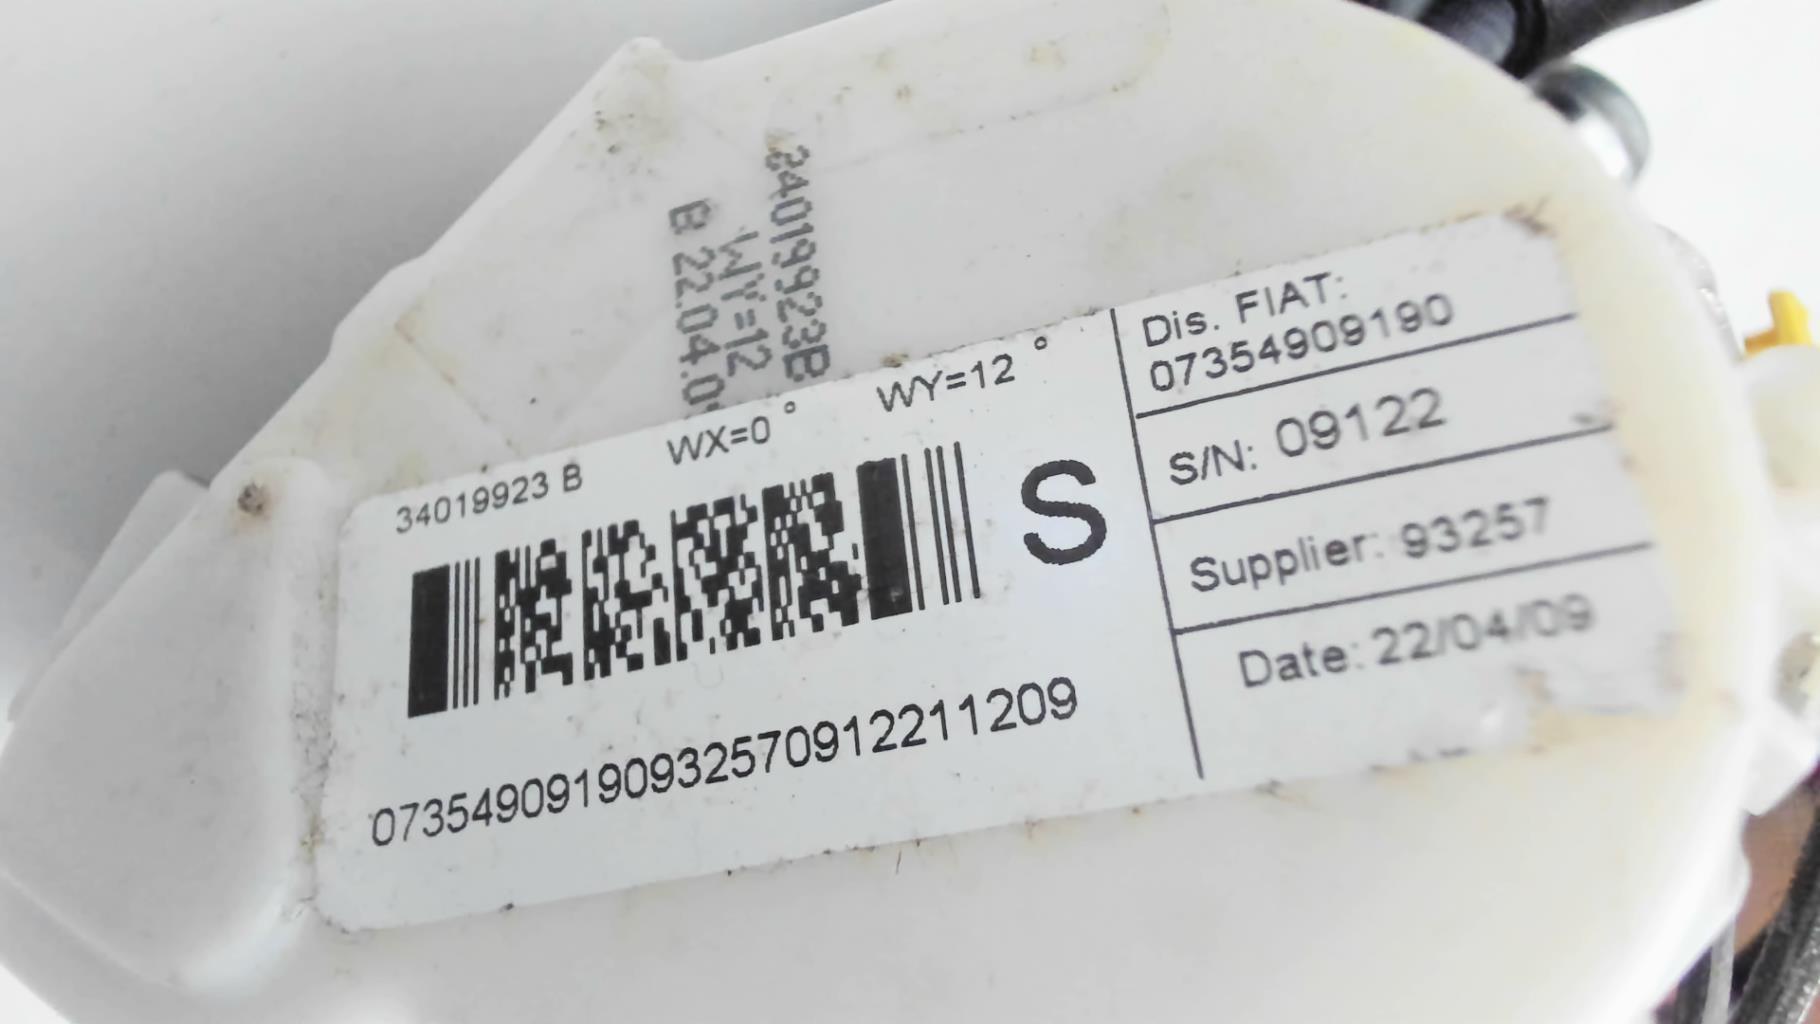 34019923B
WY=12
B 22.04.0
34019923 B WX=0° WY=12°
S
07354909190932570912211209
Dis. FIAT:
07354909190
S/N: 09122
Supplier: 93257
Date: 22/04/09